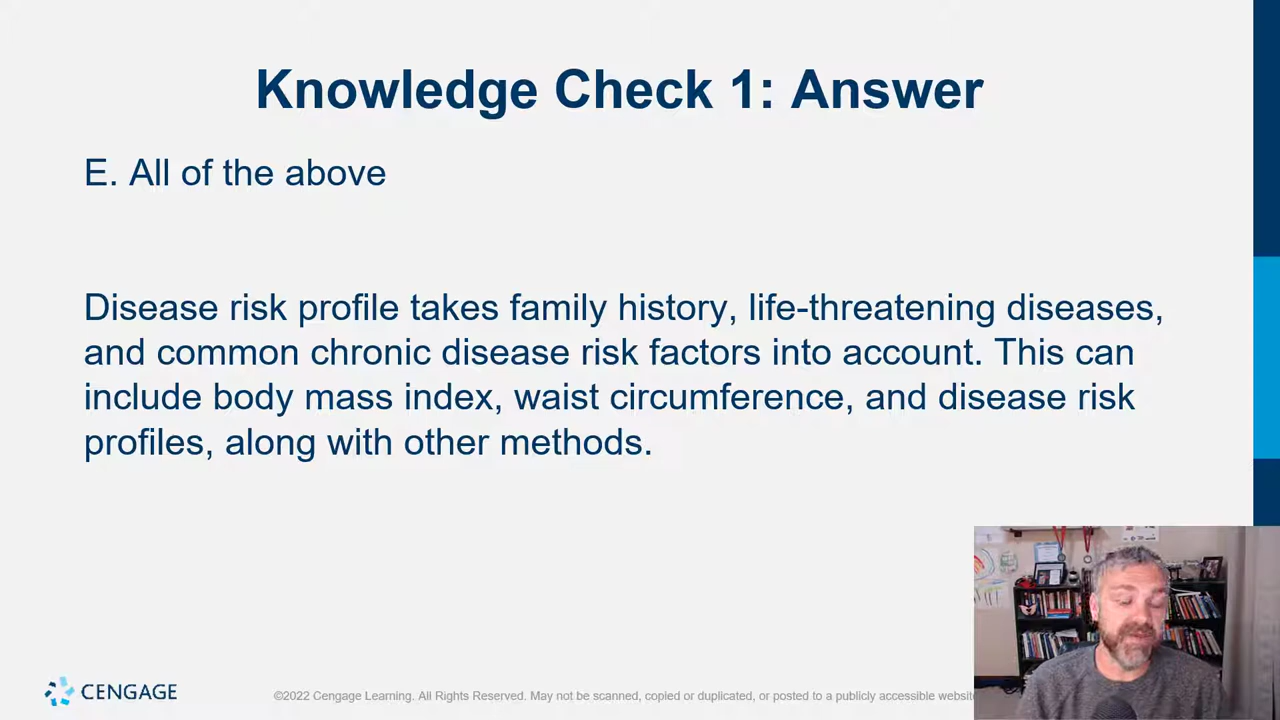 Knowledge Check 1: Answer
E. All of the above
Disease risk profile takes family history, life-threatening diseases,
and common chronic disease risk factors into account. This can
include body mass index, waist circumference, and disease risk
profiles, along with other methods.
CENGAGE
©2022 Cengage Learning. All Rights Reserved. May not be scanned, copied or duplicated, or posted to a publicly accessible website